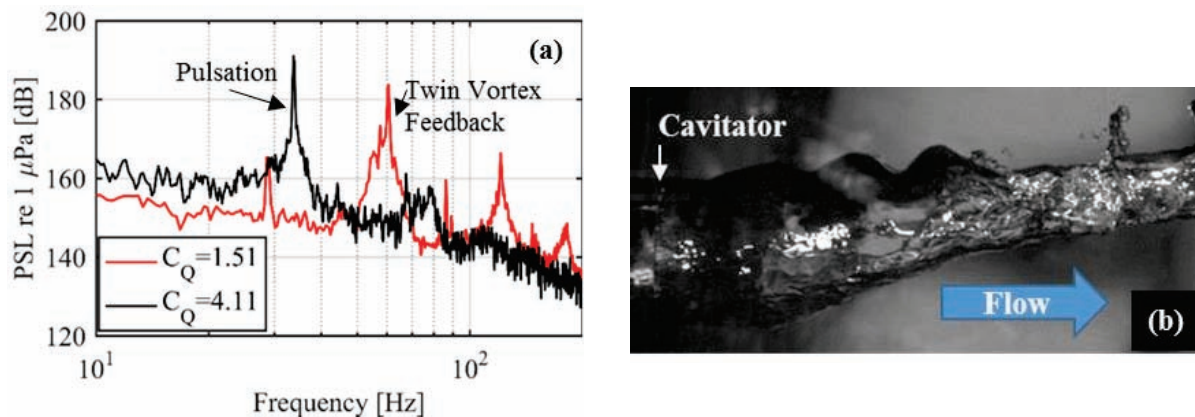 200
180
160
140
120
PSL re 1 μPa [dB]
(a)
Pulsation
Twin Vortex
Feedback
C_Q=1.51
C_Q=4.11
10^1
10^2
Frequency [Hz]
Cavitator
Flow
(b)